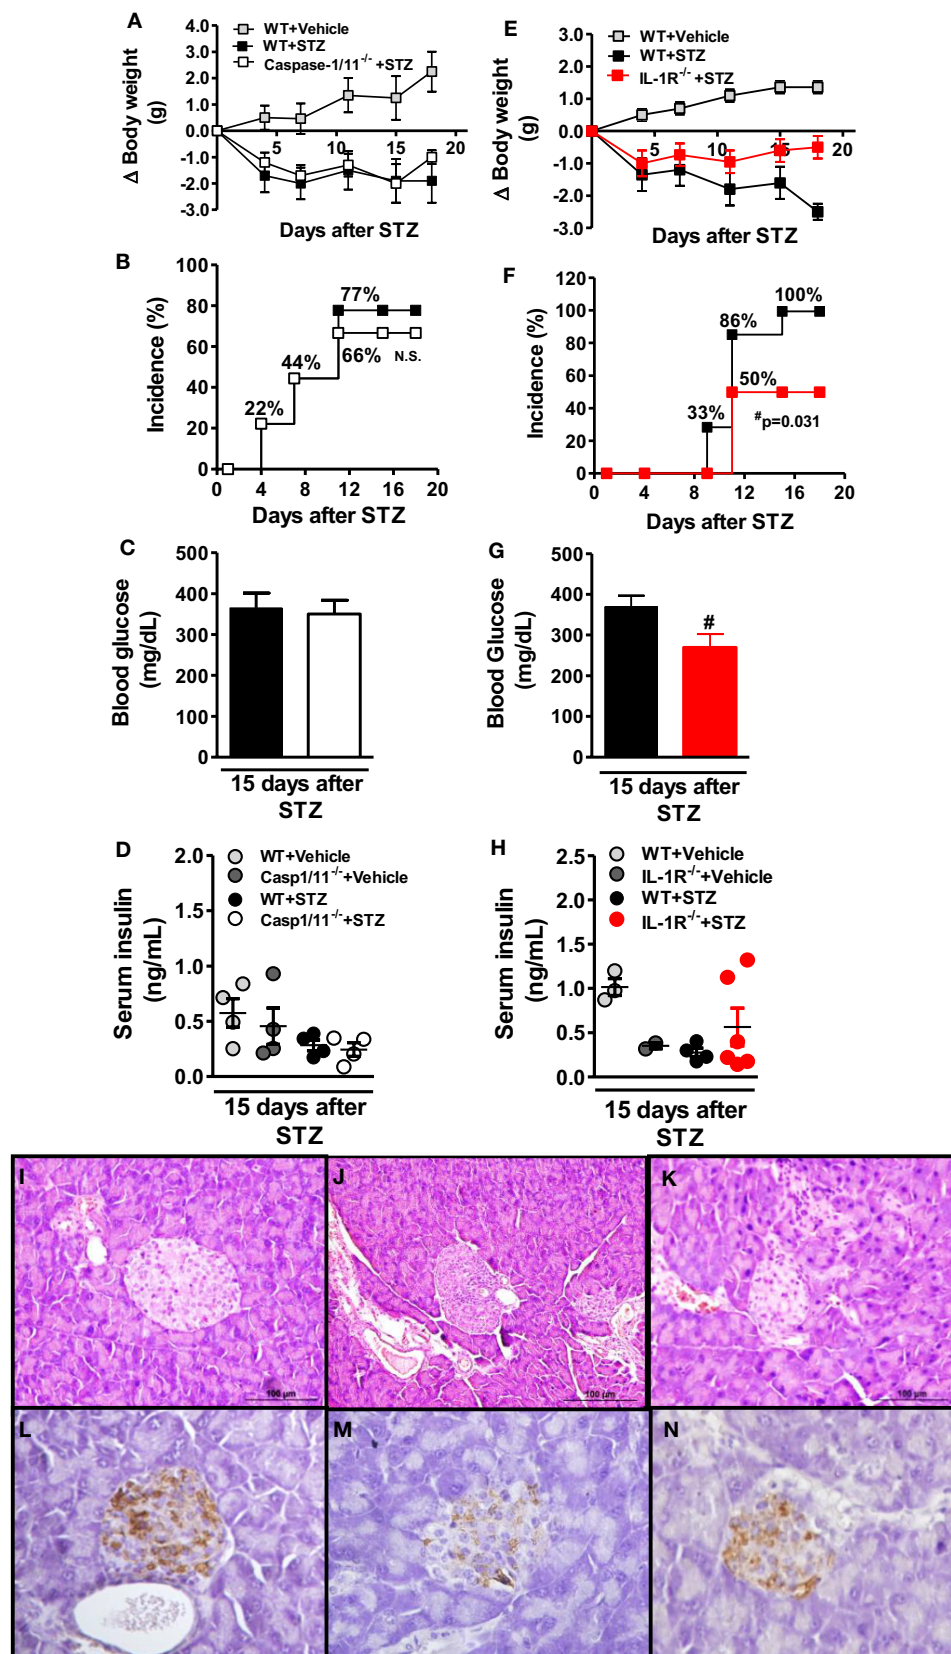 A
WT+Vehicle
WT+STZ
Caspase-1/11-/- +STZ
Δ Body weight
(g)
4.0
3.0
2.0
1.0
0.0
-1.0
-2.0
-3.0
5
10
15
20
Days after STZ
E
WT+Vehicle
WT+STZ
IL-1R-/- +STZ
Δ Body weight
(g)
3.0
2.0
1.0
0.0
-1.0
-2.0
-3.0
5
10
15
20
Days after STZ
B
Incidence (%)
100
80
60
40
20
0
22%
44%
77%
66%
N.S.
0
4
8
12
16
20
Days after STZ
F
Incidence (%)
120
100
80
60
40
20
0
33%
86%
100%
50%
#p=0.031
0
4
8
12
16
20
Days after STZ
C
Blood glucose
(mg/dL)
500
400
300
200
100
0
15 days after
STZ
G
Blood Glucose
(mg/dL)
500
400
300
200
100
0
#
15 days after
STZ
D
WT+Vehicle
Casp1/11-/-+Vehicle
WT+STZ
Casp1/11-/-+STZ
Serum insulin
(ng/mL)
2.0
1.5
1.0
0.5
0.0
15 days after
STZ
H
WT+Vehicle
IL-1R-/-+Vehicle
WT+STZ
IL-1R-/-+STZ
Serum insulin
(ng/mL)
2.5
2.0
1.5
1.0
0.5
0.0
15 days after
STZ
I
100 µm
J
100 µm
K
100 µm
L
M
N